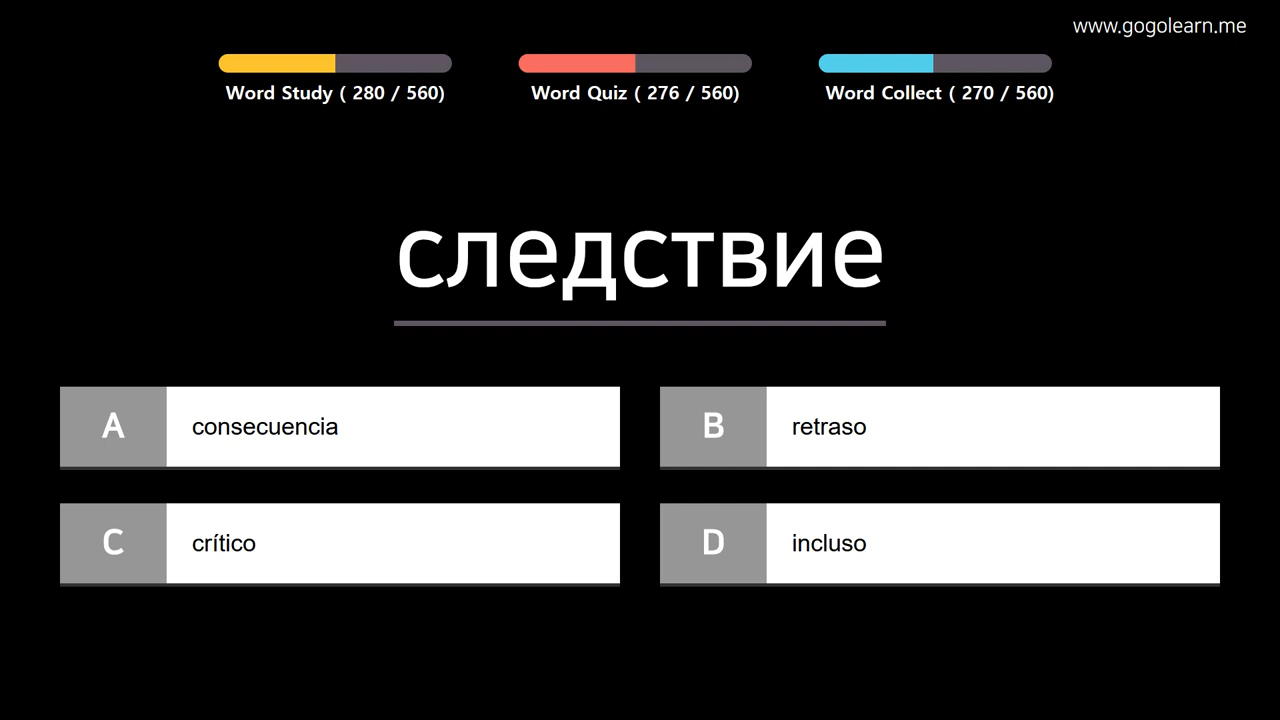 www.gogolearn.me
Word Study ( 280 / 560)
Word Quiz ( 276 / 560)
Word Collect ( 270 / 560)
следствие
A consecuencia
B retraso
C crítico
D incluso